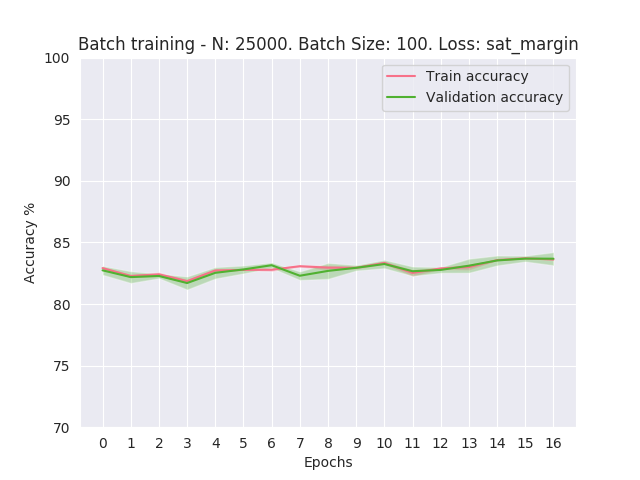 Batch training - N: 25000. Batch Size: 100. Loss: sat_margin
Train accuracy
Validation accuracy
Accuracy %
100
95
90
85
80
75
70
0 1 2 3 4 5 6 7 8 9 10 11 12 13 14 15 16
Epochs